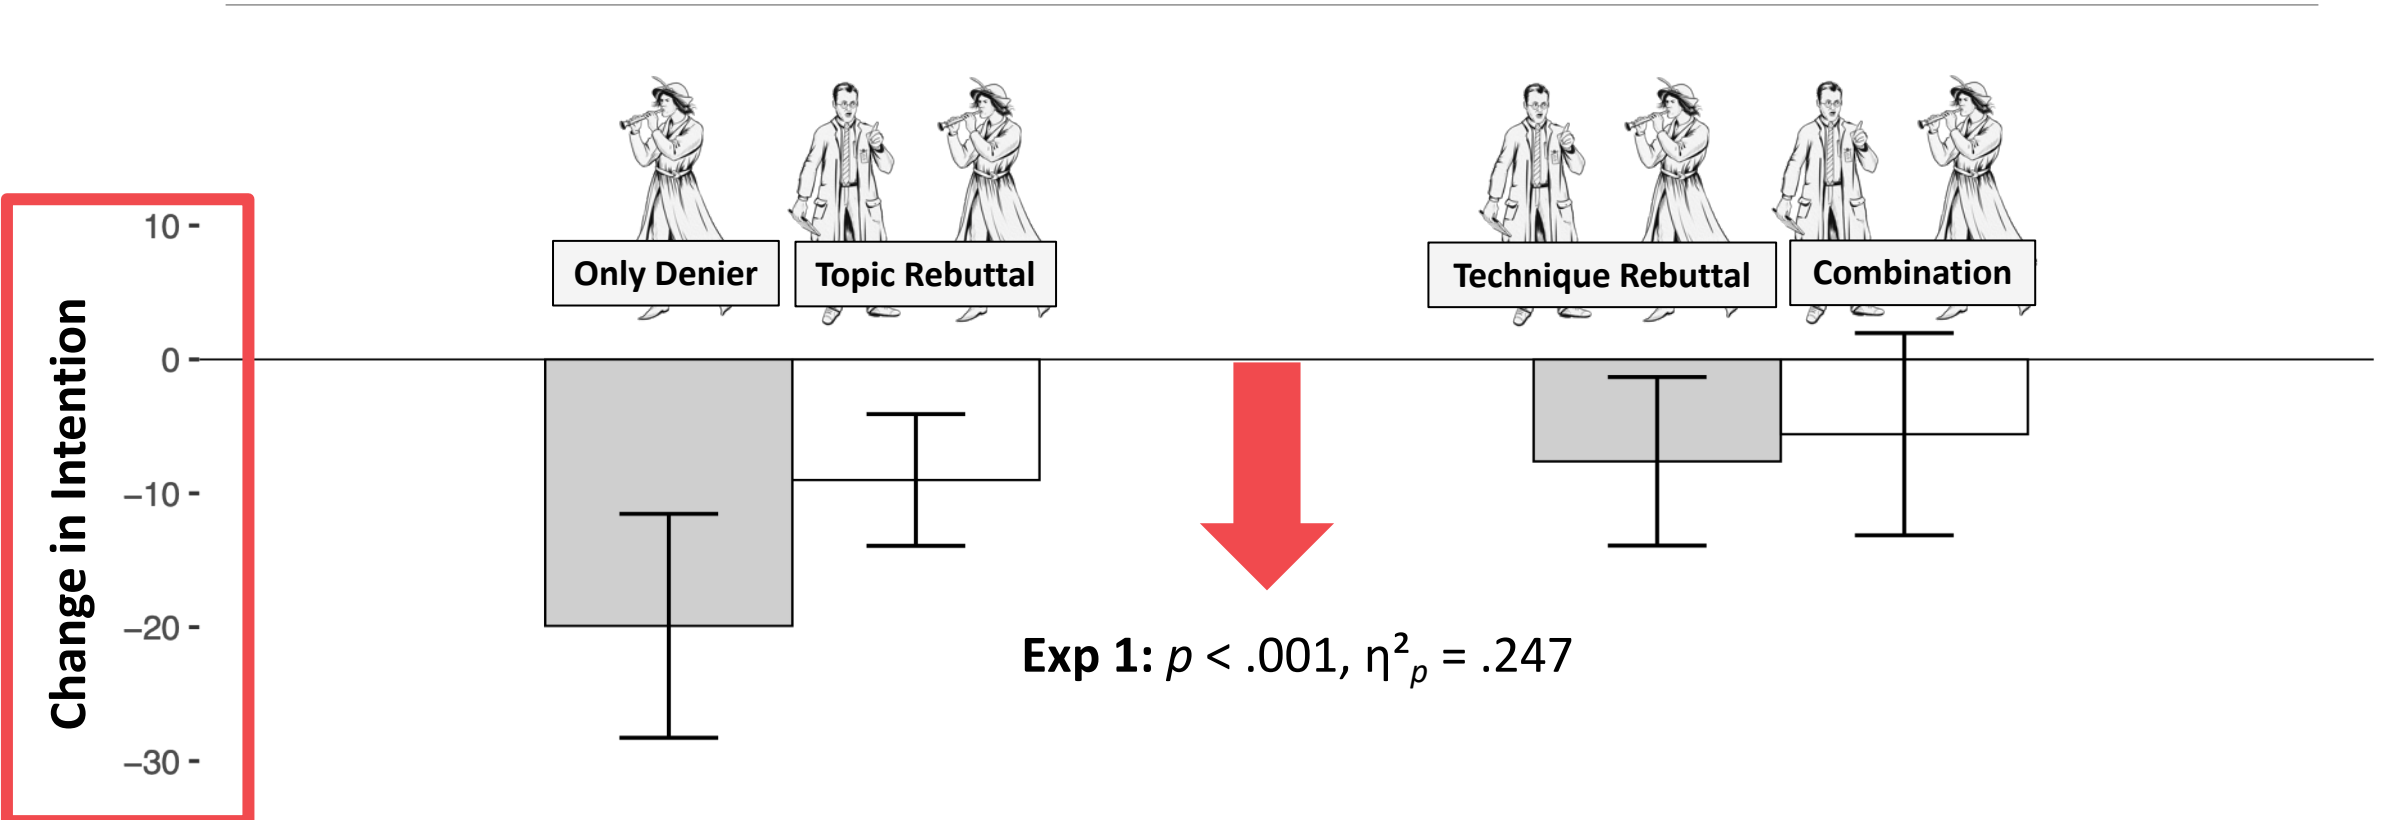 Only Denier
Topic Rebuttal
Technique Rebuttal
Combination
Change in Intention
10
0
−10
−20
−30
Exp 1: p < .001, η²ₚ = .247